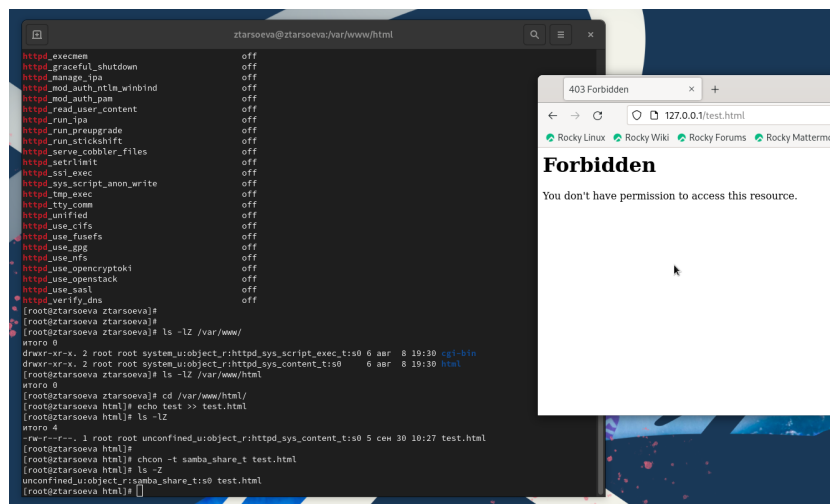 ztarsoeva@ztarsoeva:/var/www/html
httpd_execmem off
httpd_graceful_shutdown off
httpd_manage_ipa off
httpd_mod_auth_ntlm_winbind off
httpd_mod_auth_pam off
httpd_read_user_content off
httpd_run_ipa off
httpd_run_preupgrade off
httpd_run_stickshift off
httpd_serve_cobbler_files off
httpd_setrlimit off
httpd_ssi_exec off
httpd_sys_script_anon_write off
httpd_tmp_exec off
httpd_tty_comm off
httpd_unified off
httpd_use_cifs off
httpd_use_fusefs off
httpd_use_gpg off
httpd_use_nfs off
httpd_use_opencryptoki off
httpd_use_openstack off
httpd_use_sasl off
httpd_verify_dns off
[root@ztarsoeva ztarsoeva]#
[root@ztarsoeva ztarsoeva]#
[root@ztarsoeva ztarsoeva]# ls -lZ /var/www/
итого 0
drwxr-xr-x. 2 root root system_u:object_r:httpd_sys_script_exec_t:s0 6 авг 8 19:30 cgi-bin
drwxr-xr-x. 2 root root system_u:object_r:httpd_sys_content_t:s0 6 авг 8 19:30 html
[root@ztarsoeva ztarsoeva]# ls -lZ /var/www/html
итого 0
[root@ztarsoeva ztarsoeva]# cd /var/www/html/
[root@ztarsoeva html]# echo test >> test.html
[root@ztarsoeva html]# ls -lZ
итого 4
-rw-r--r--. 1 root root unconfined_u:object_r:httpd_sys_content_t:s0 5 сен 30 10:27 test.html
[root@ztarsoeva html]#
[root@ztarsoeva html]# chcon -t samba_share_t test.html
[root@ztarsoeva html]# ls -Z
unconfined_u:object_r:samba_share_t:s0 test.html
[root@ztarsoeva html]#
403 Forbidden
127.0.0.1/test.html
Rocky Linux Rocky Wiki Rocky Forums Rocky Mattermo
Forbidden
You don't have permission to access this resource.